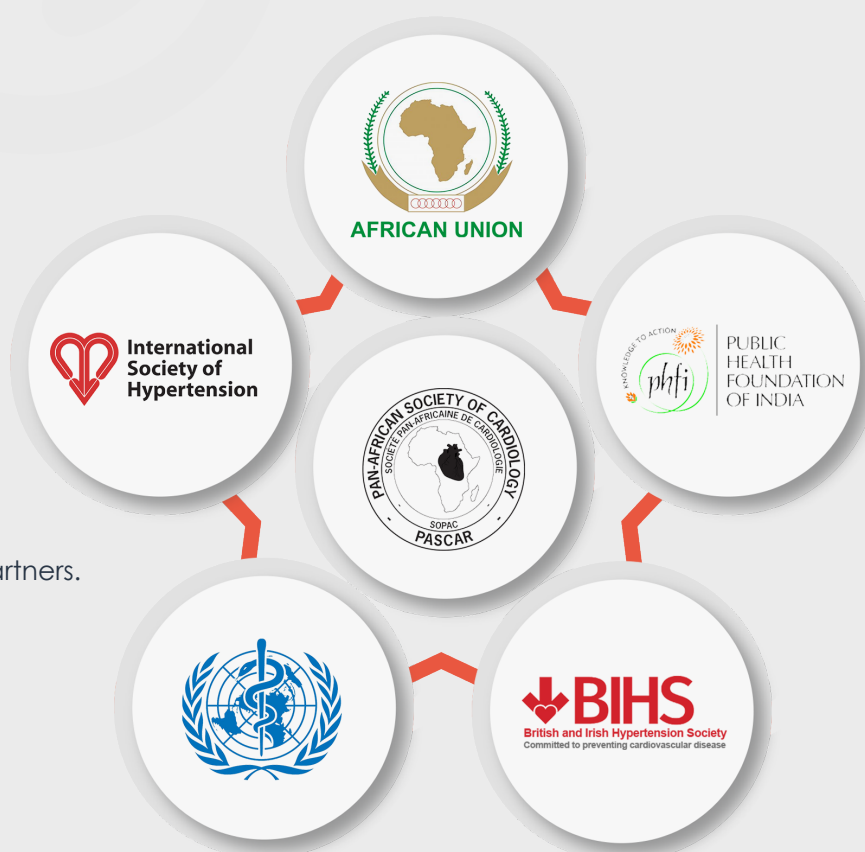 AFRICAN UNION
International
Society of
Hypertension
KNOWLEDGE TO ACTION
phfi
PUBLIC
HEALTH
FOUNDATION
OF INDIA
PAN-AFRICAN SOCIETY OF CARDIOLOGY
SOCIETÉ PAN-AFRICAINE DE CARDIOLOGIE
SOPAC
PASCAR
artners.
BIHS
British and Irish Hypertension Society
Committed to preventing cardiovascular disease